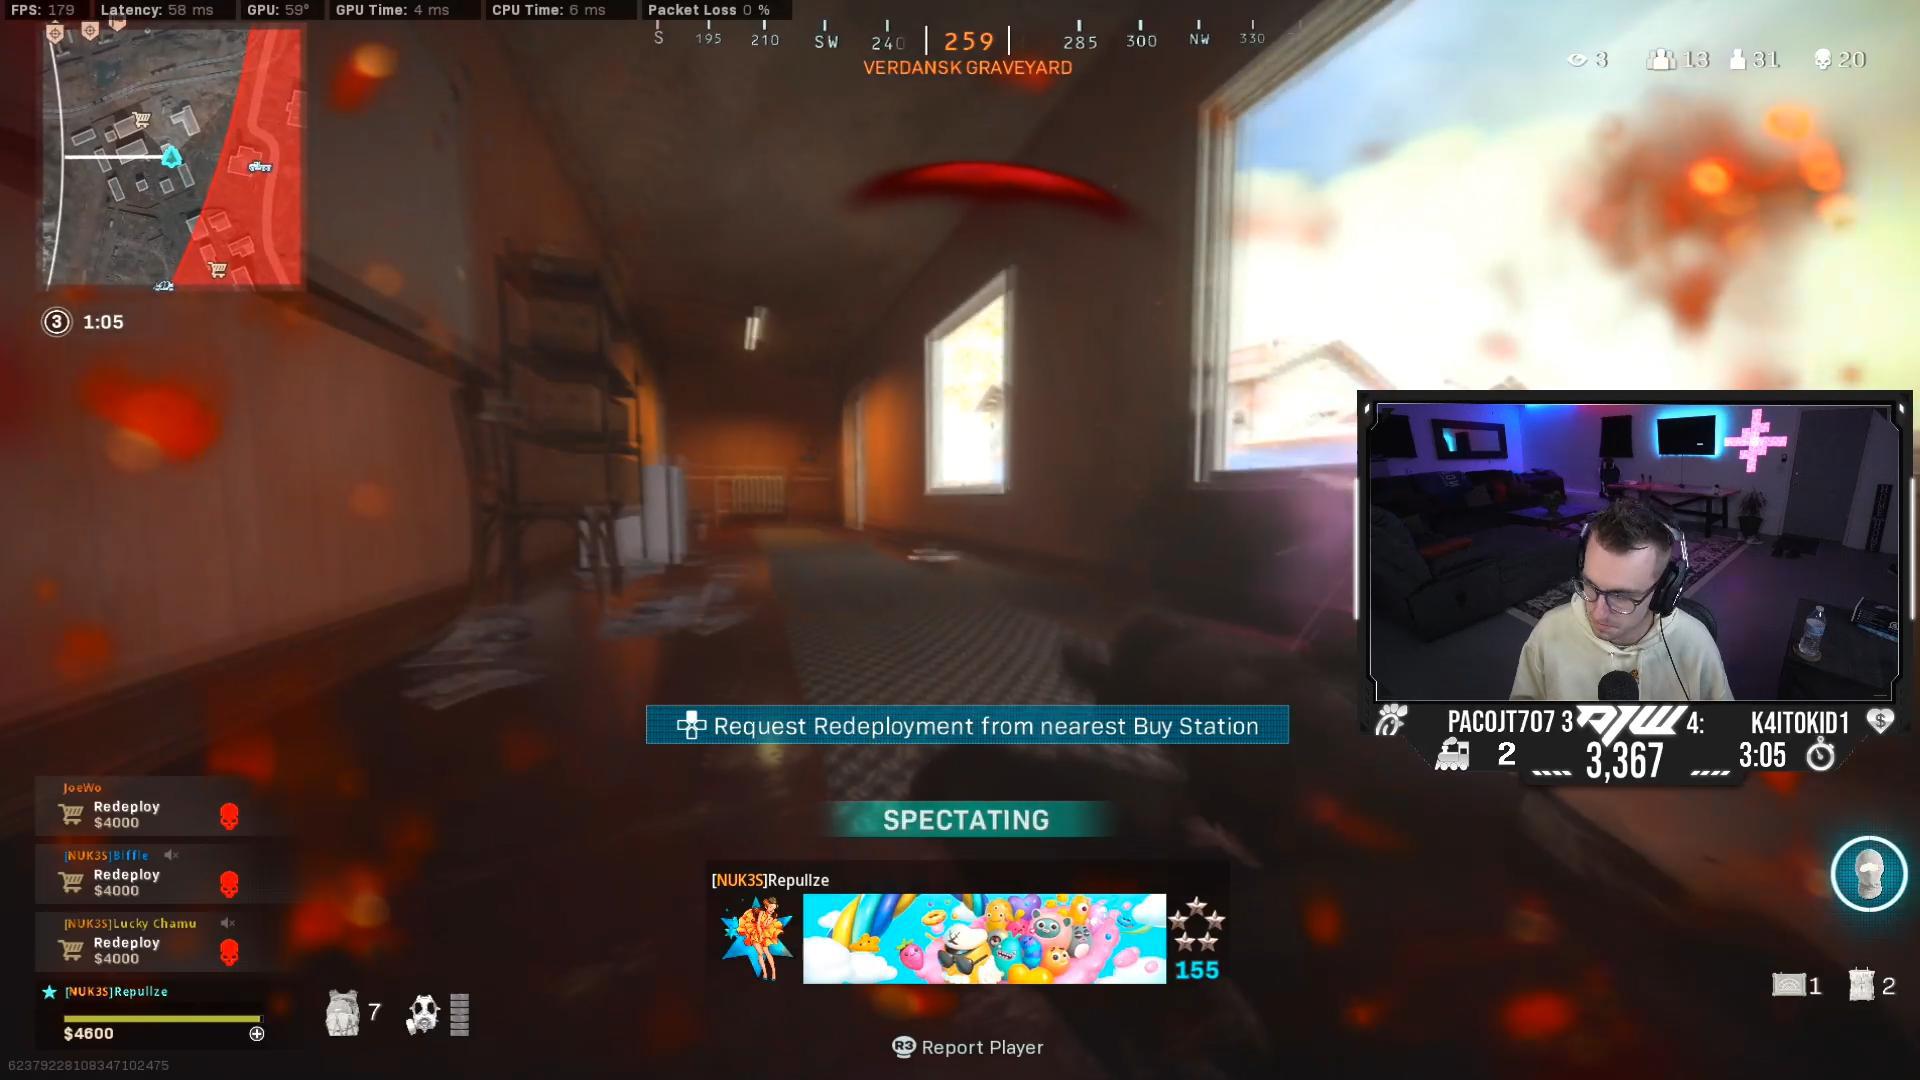 FPS: 179 Latency: 58 ms GPU: 59° GPU Time: 4 ms CPU Time: 6 ms Packet Loss 0 %
S 195 210 SW 240 259 285 300 NW 330
VERDANSK GRAVEYARD
3 13 31 20
3 1:05
Request Redeployment from nearest Buy Station
PACOJT707 3 4: K4ITOKID1
2 3,367 3:05
SPECTATING
JoeWo
Redeploy
$4000
[NUK3S]Biffle
Redeploy
$4000
[NUK3S]Lucky Chamu
Redeploy
$4000
[NUK3S]Repullze
155
[NUK3S]Repullze
$4600
7
1 2
R3 Report Player
62379228108347102475